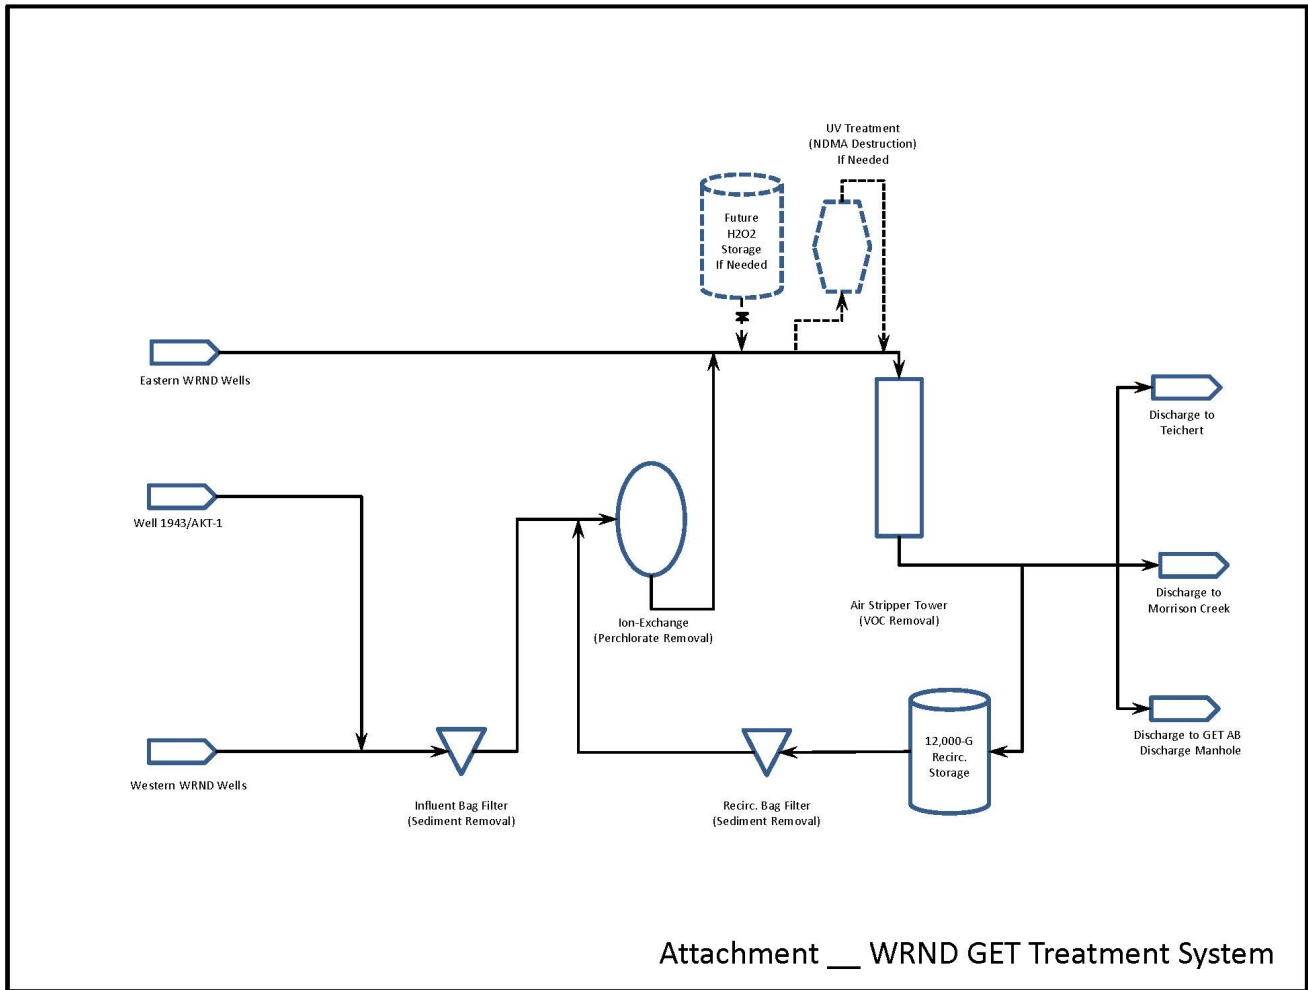 UV Treatment
(NDMA Destruction)
If Needed
Future
H2O2
Storage
If Needed
Eastern WRND Wells
Discharge to
Teichert
Well 1943/AKT-1
Ion-Exchange
(Perchlorate Removal)
Air Stripper Tower
(VOC Removal)
Discharge to
Morrison Creek
Western WRND Wells
Influent Bag Filter
(Sediment Removal)
Recirc. Bag Filter
(Sediment Removal)
12,000-G
Recirc.
Storage
Discharge to GET AB
Discharge Manhole
Attachment __ WRND GET Treatment System